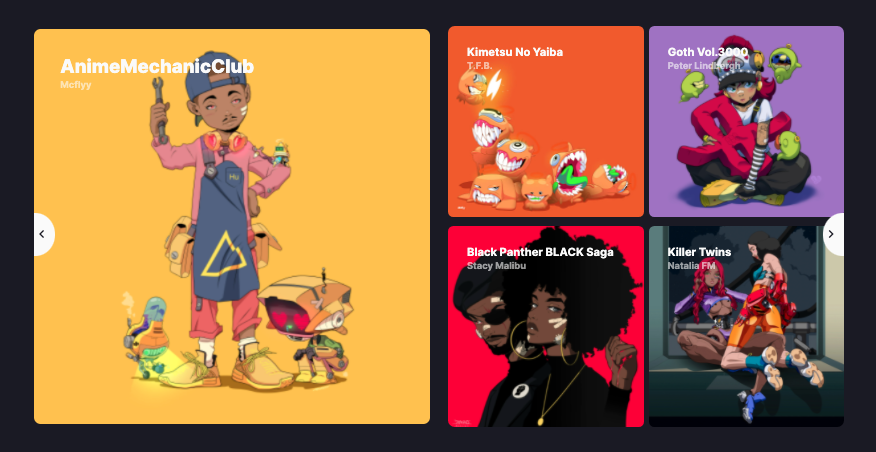 AnimeMechanicClub
Mcflyy
Kimetsu No Yaiba
T.F.B.
Goth Vol.3000
Peter Lindbergh
Black Panther BLACK Saga
Stacy Malibu
Killer Twins
Natalia FM